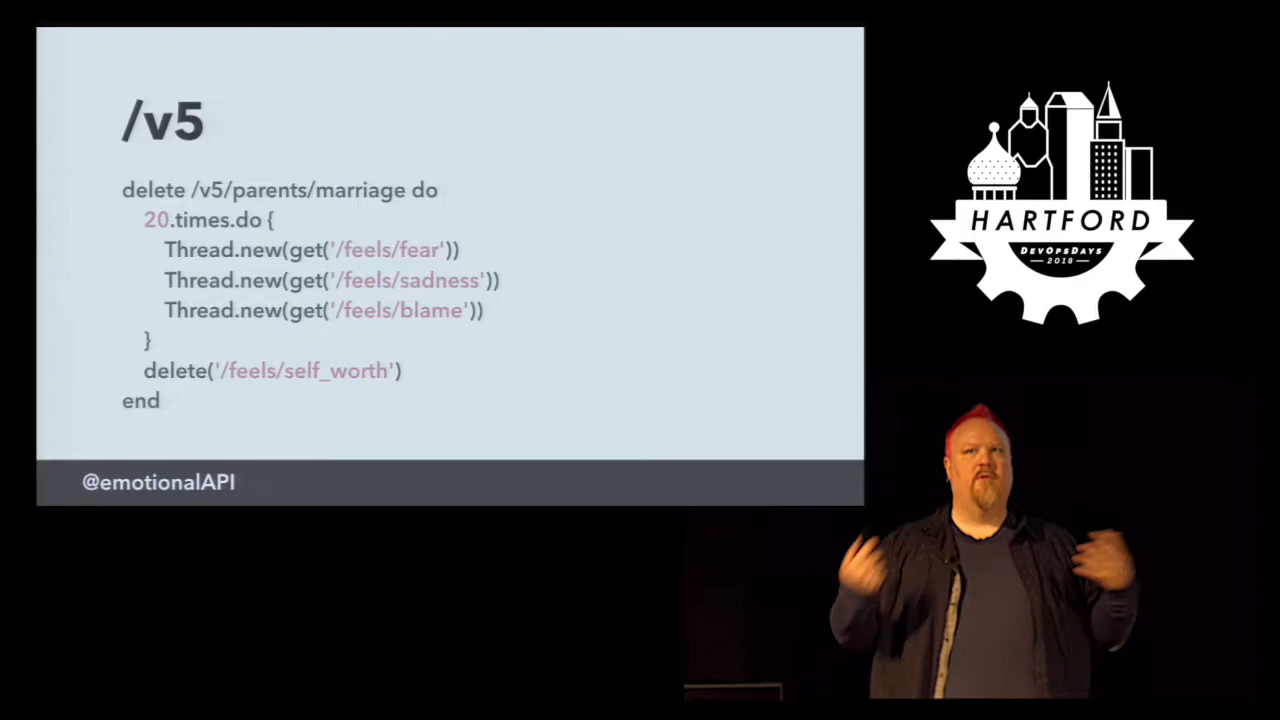 /v5
delete /v5/parents/marriage do
20.times.do {
Thread.new(get('/feels/fear'))
Thread.new(get('/feels/sadness'))
Thread.new(get('/feels/blame'))
}
delete('/feels/self_worth')
end
@emotionalAPI
HARTFORD
DEVOPSDAYS
2018